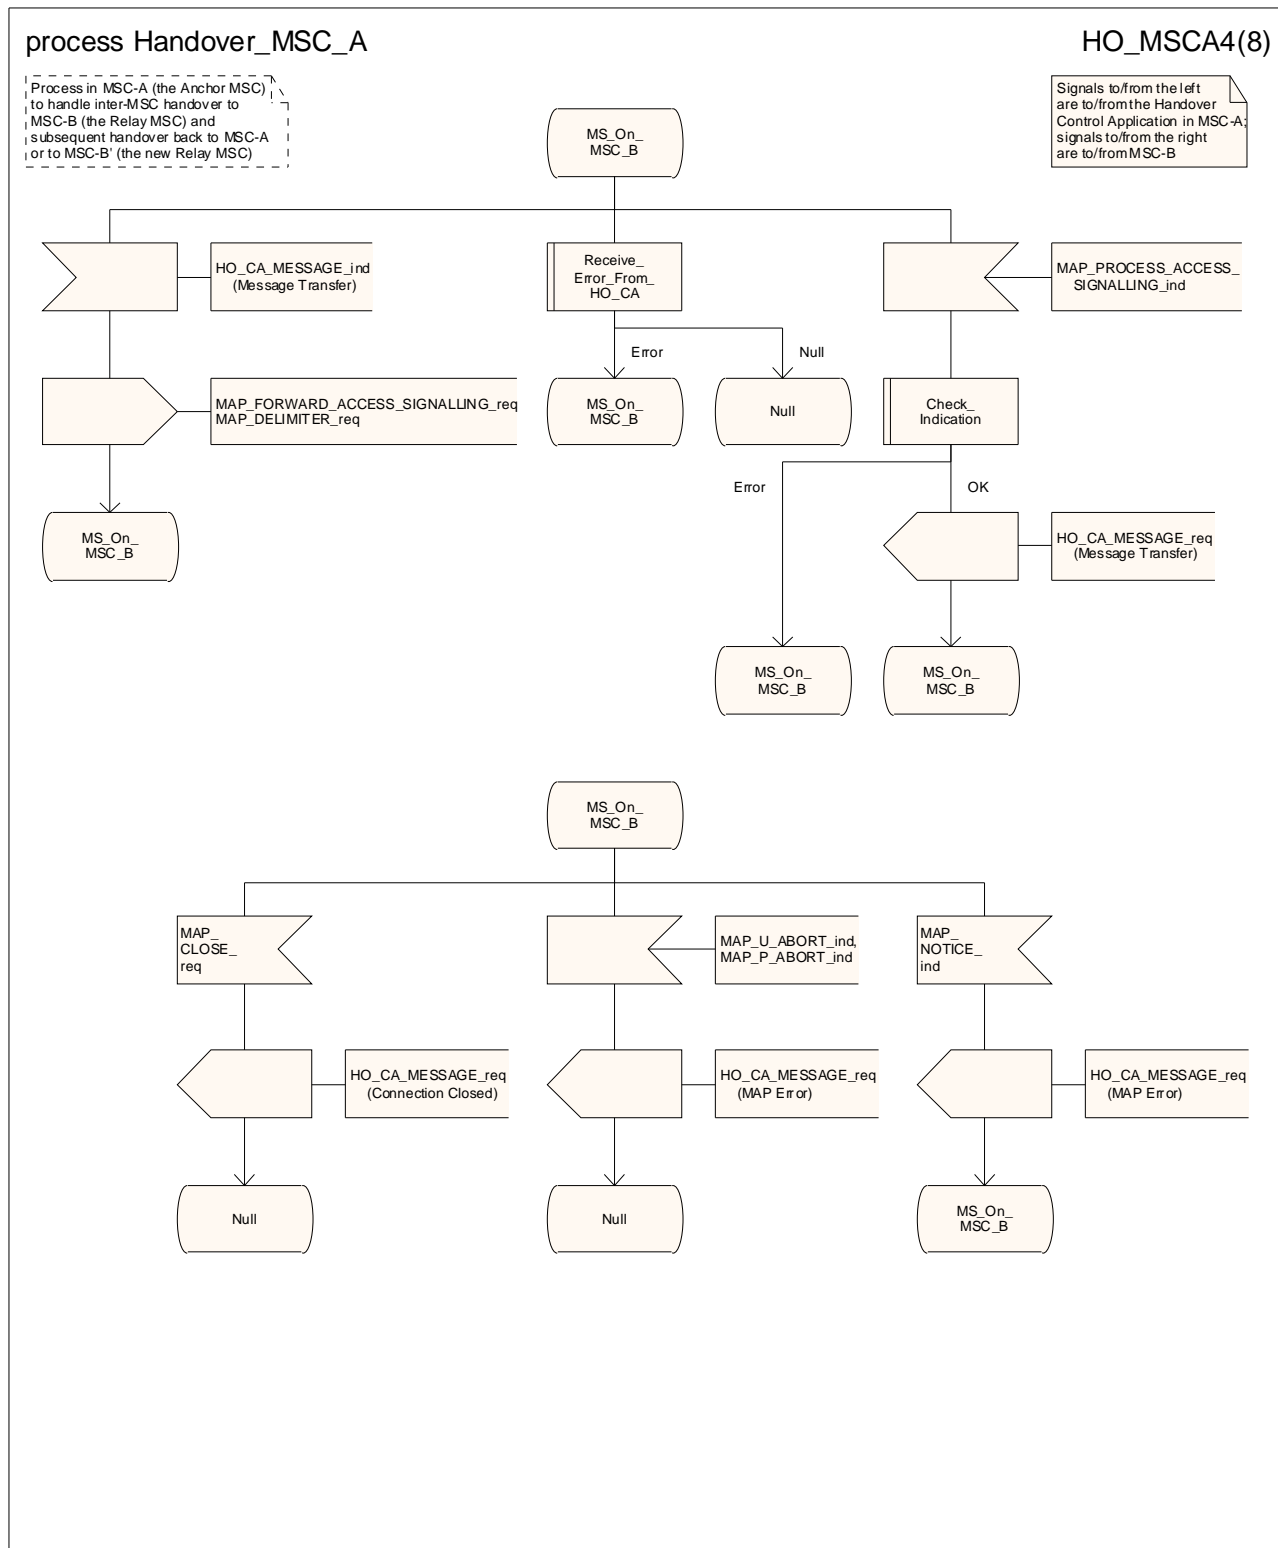 process Handover_MSC_A
HO_MSCA4(8)
Process in MSC-A (the Anchor MSC)
to handle inter-MSC handover to
MSC-B (the Relay MSC) and
subsequent handover back to MSC-A
or to MSC-B' (the new Relay MSC)
Signals to/from the left
are to/from the Handover
Control Application in MSC-A;
signals to/from the right
are to/from MSC-B
MS_On_
MSC_B
HO_CA_MESSAGE_ind
(Message Transfer)
Receive_
Error_From_
HO_CA
MAP_PROCESS_ACCESS_
SIGNALLING_ind
Error
Null
MAP_FORWARD_ACCESS_SIGNALLING_req
MAP_DELIMITER_req
MS_On_
MSC_B
Null
Check_
Indication
Error
OK
MS_On_
MSC_B
HO_CA_MESSAGE_req
(Message Transfer)
MS_On_
MSC_B
MS_On_
MSC_B
MS_On_
MSC_B
MAP_
CLOSE_
req
MAP_U_ABORT_ind,
MAP_P_ABORT_ind
MAP_
NOTICE_
ind
HO_CA_MESSAGE_req
(Connection Closed)
HO_CA_MESSAGE_req
(MAP Error)
HO_CA_MESSAGE_req
(MAP Error)
Null
Null
MS_On_
MSC_B